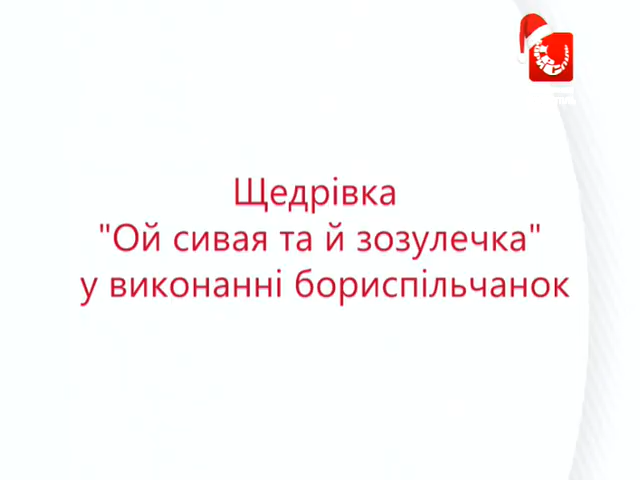 Щедрівка
"Ой сивая та й зозулечка"
у виконанні бориспільчанок